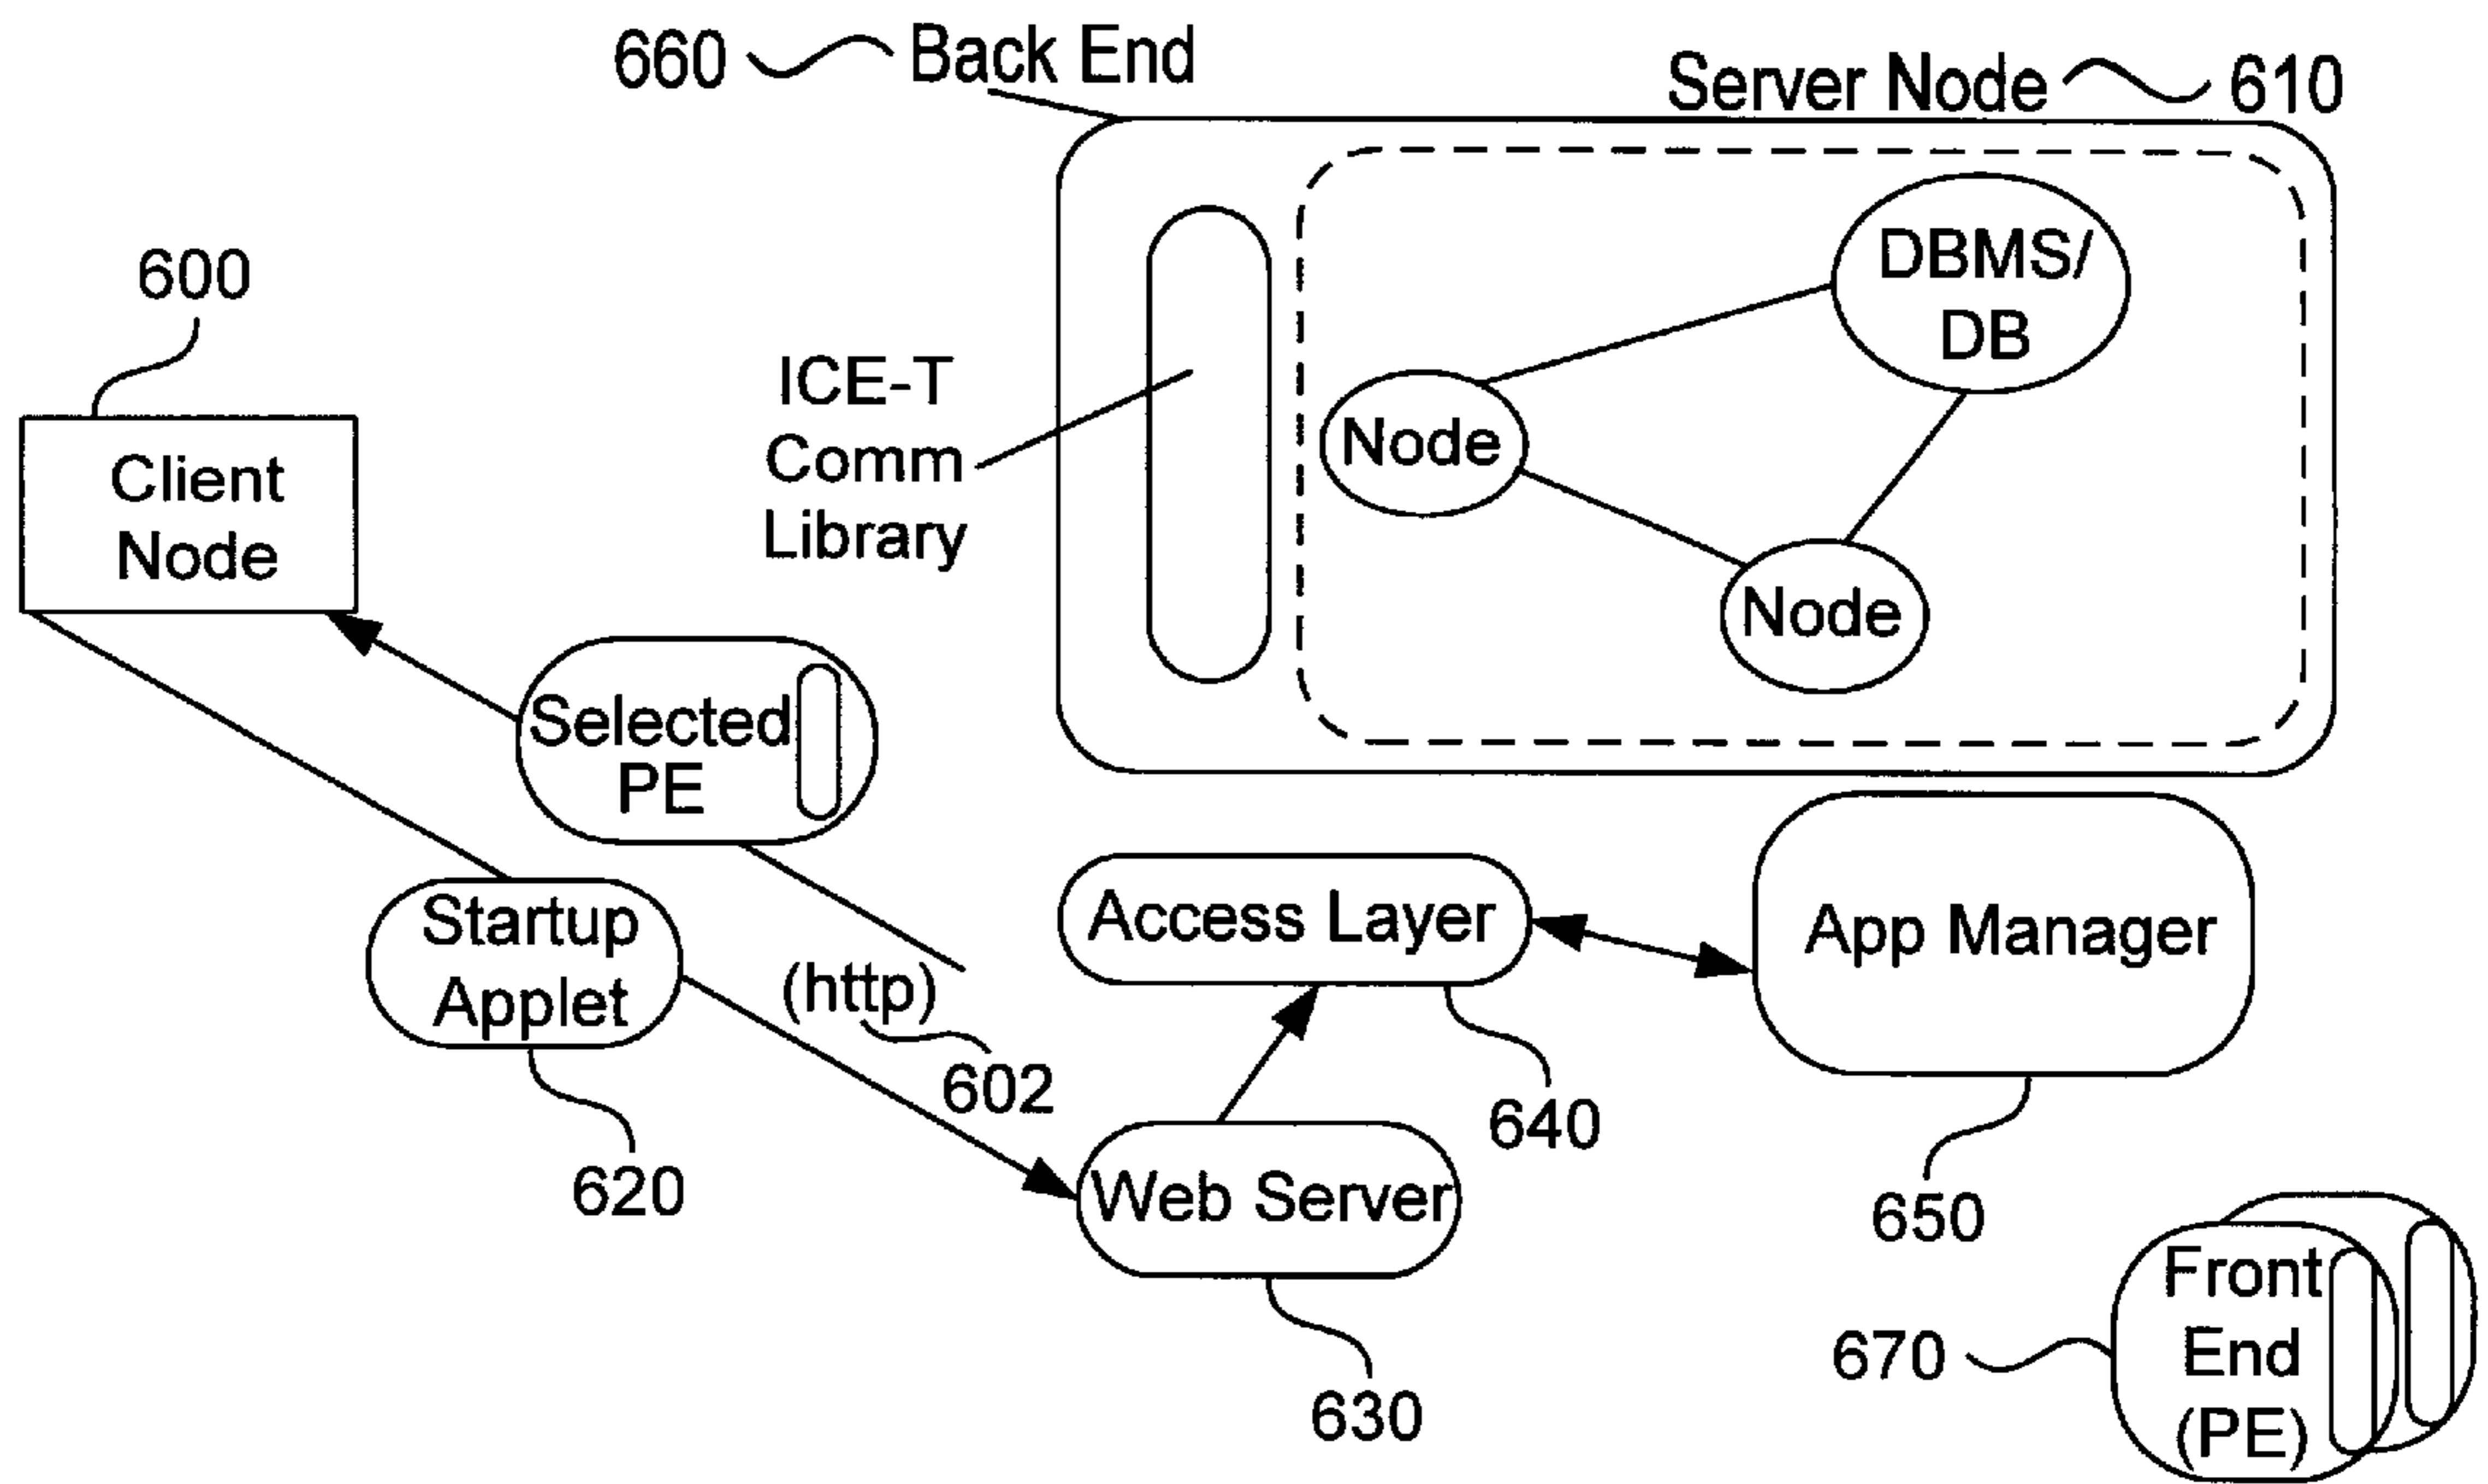 660
Back End
Server Node
610
600
DBMS/
DB
ICE-T
Comm
Library
Node
Client
Node
Node
Selected
PE
Startup
Applet
(http)
602
Access Layer
App Manager
620
640
Web Server
650
630
670
Front
End
(PE)